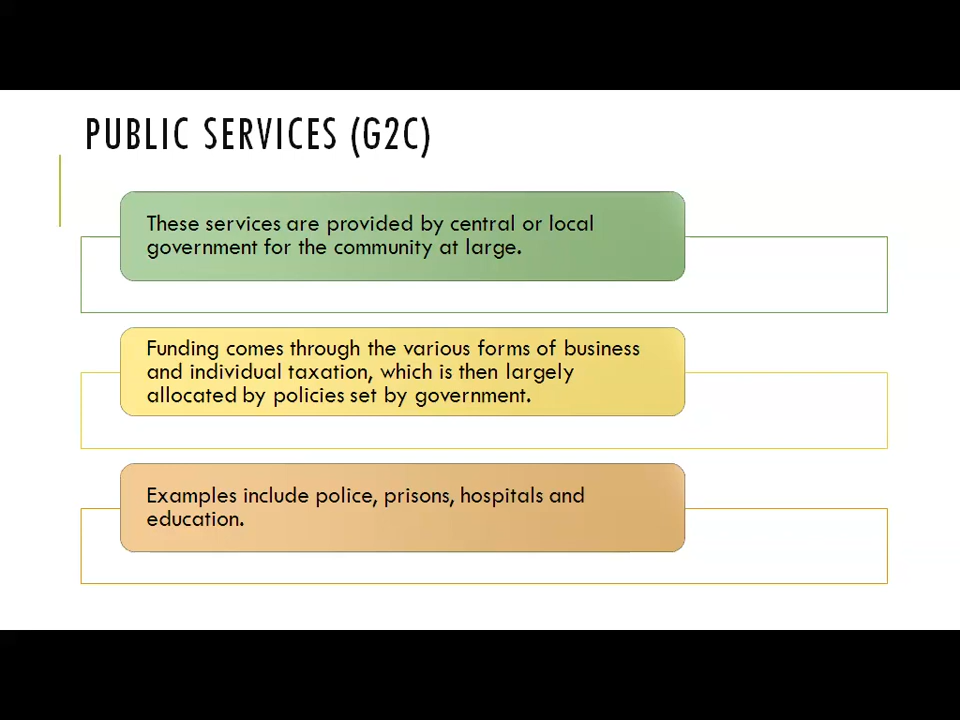 PUBLIC SERVICES (G2C)
These services are provided by central or local
government for the community at large.
Funding comes through the various forms of business
and individual taxation, which is then largely
allocated by policies set by government.
Examples include police, prisons, hospitals and
education.